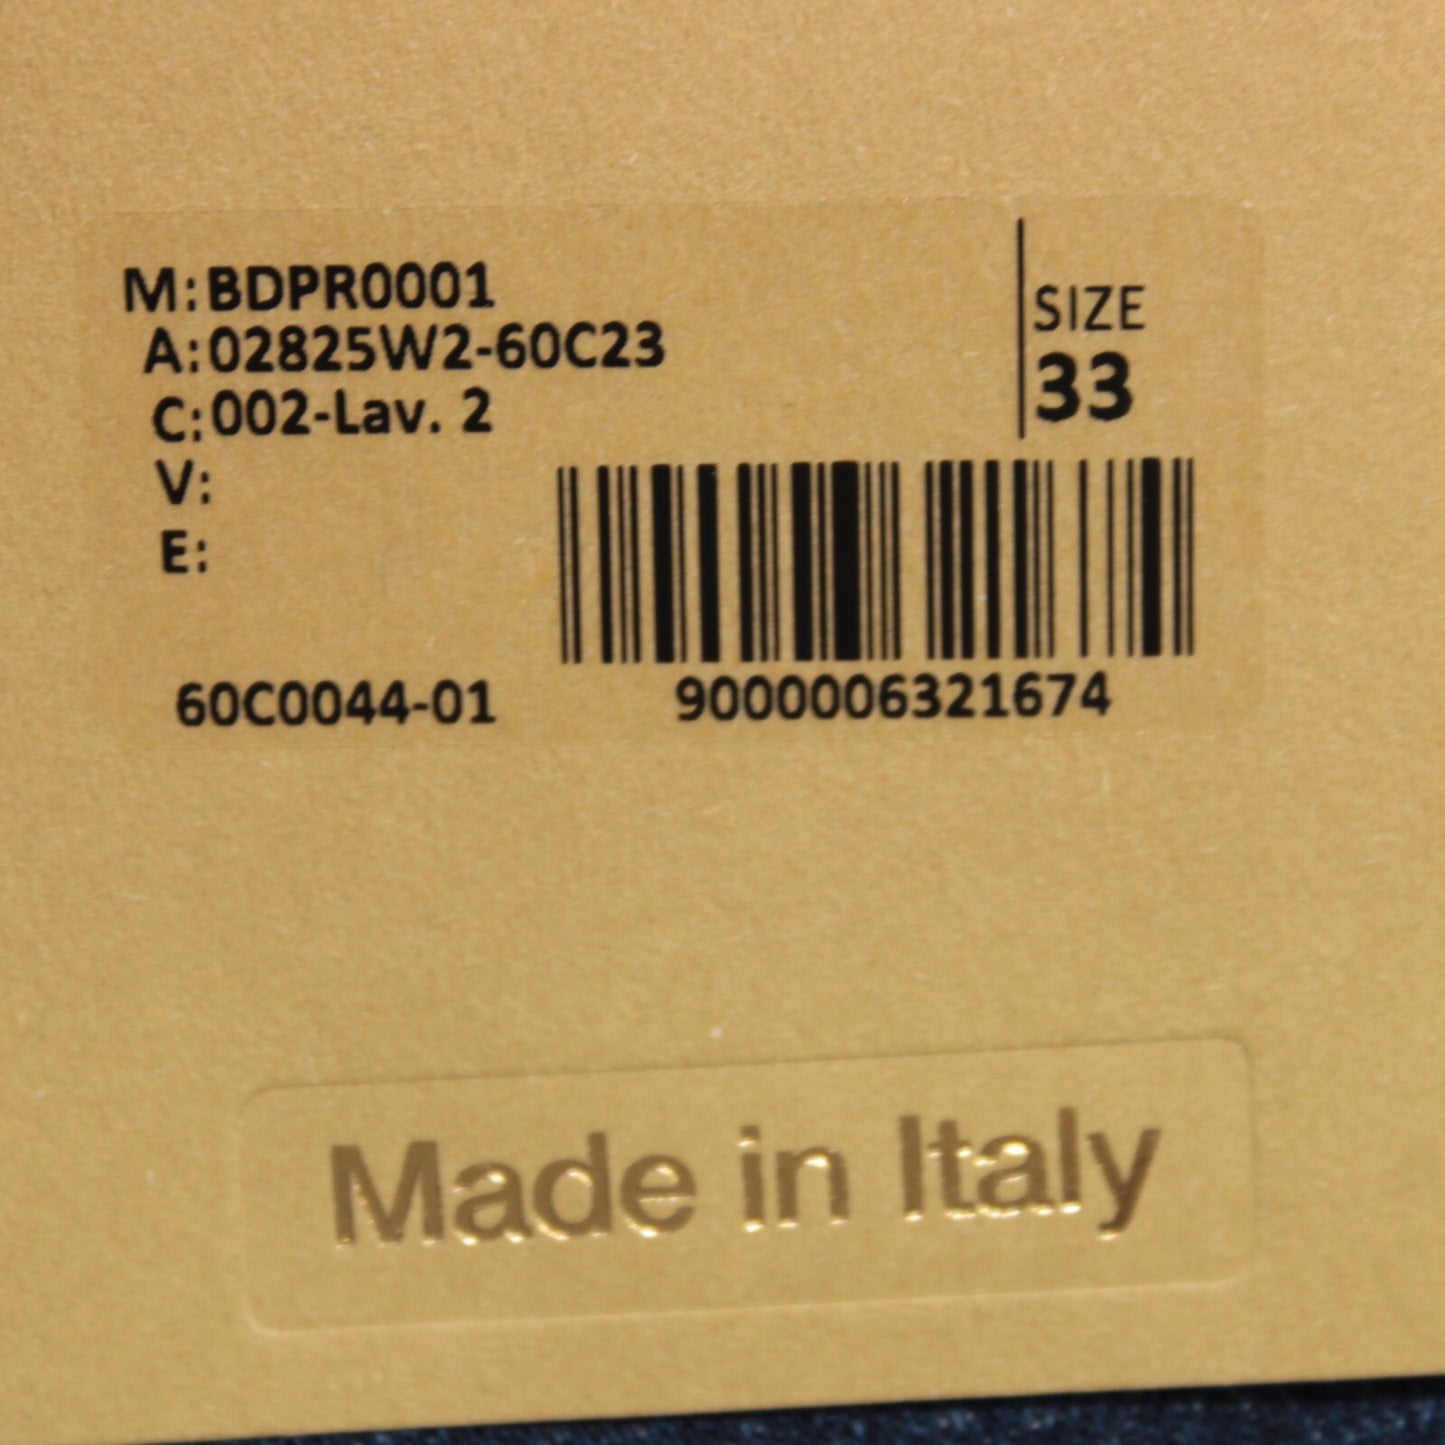 M:BDPR0001
A:02825W2-60C23
C:002-Lav. 2
V:
E:
SIZE
33
60C0044-01
9000006321674
Made in Italy